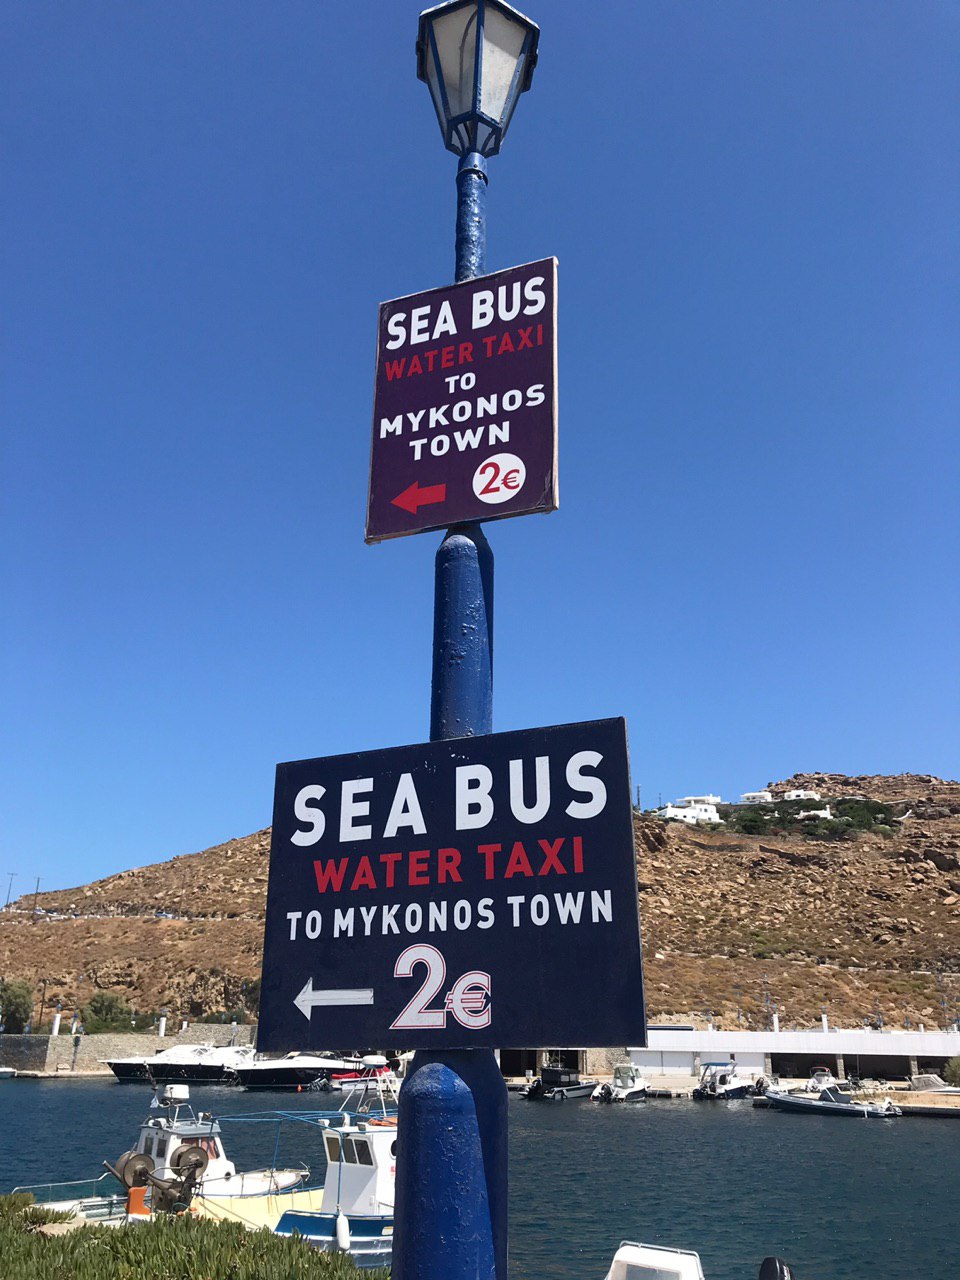 SEA BUS
WATER TAXI
TO
MYKONOS
TOWN
2€
SEA BUS
WATER TAXI
TO MYKONOS TOWN
2€